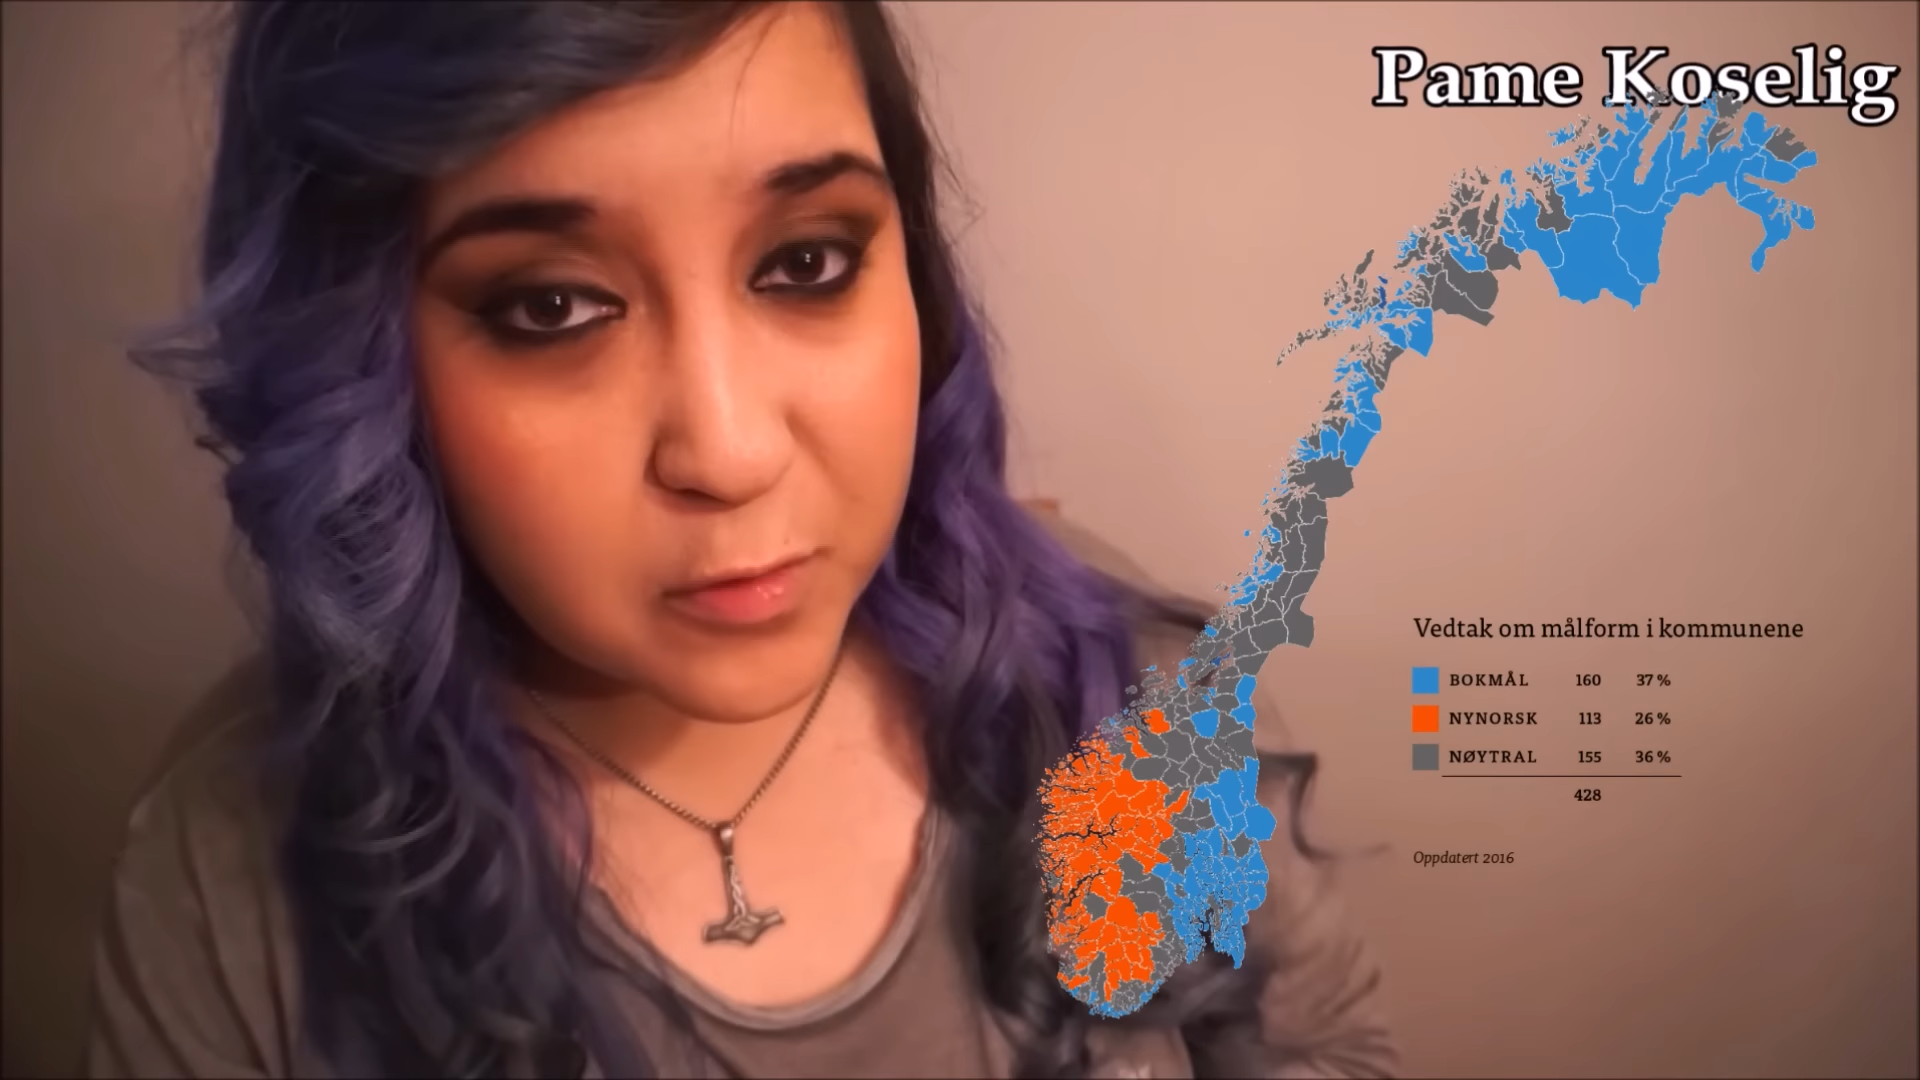 Pame Koselig
Vedtak om målform i kommunene
BOKMÅL 160 37 %
NYNORSK 113 26 %
NØYTRAL 155 36 %
428
Oppdatert 2016